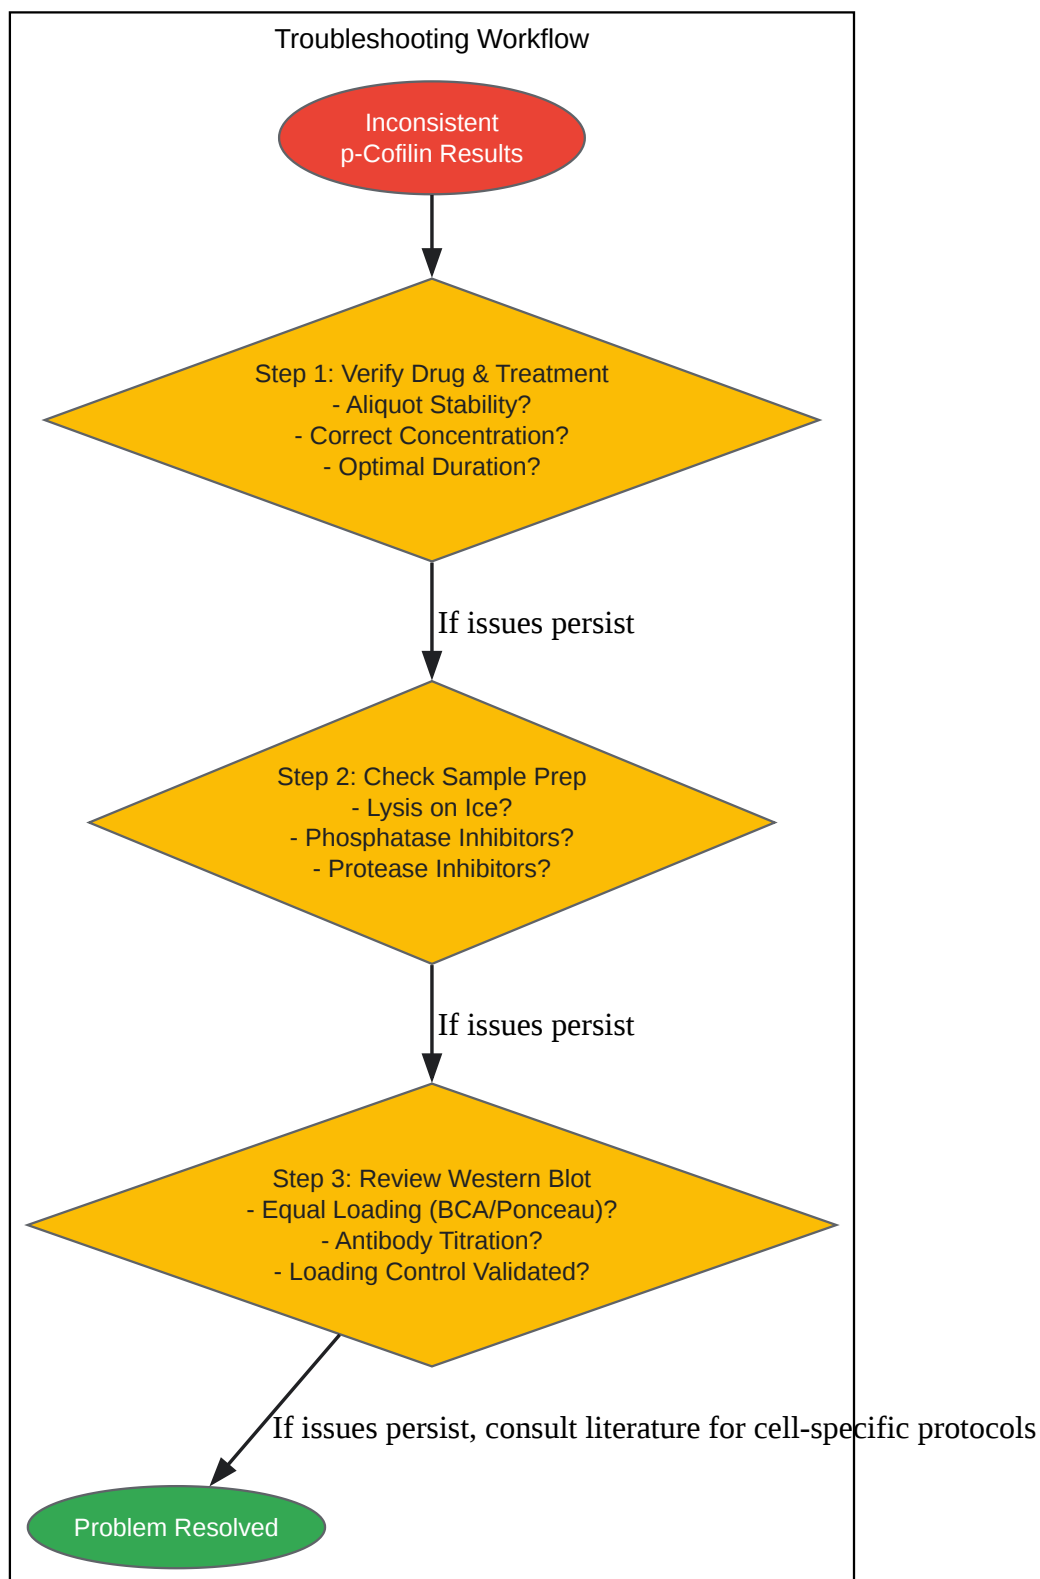 Troubleshooting Workflow
Inconsistent
p-Cofilin Results
Step 1: Verify Drug & Treatment
- Aliquot Stability?
- Correct Concentration?
- Optimal Duration?
If issues persist
Step 2: Check Sample Prep
- Lysis on Ice?
- Phosphatase Inhibitors?
- Protease Inhibitors?
If issues persist
Step 3: Review Western Blot
- Equal Loading (BCA/Ponceau)?
- Antibody Titration?
- Loading Control Validated?
If issues persist, consult literature for cell-specific protocols
Problem Resolved